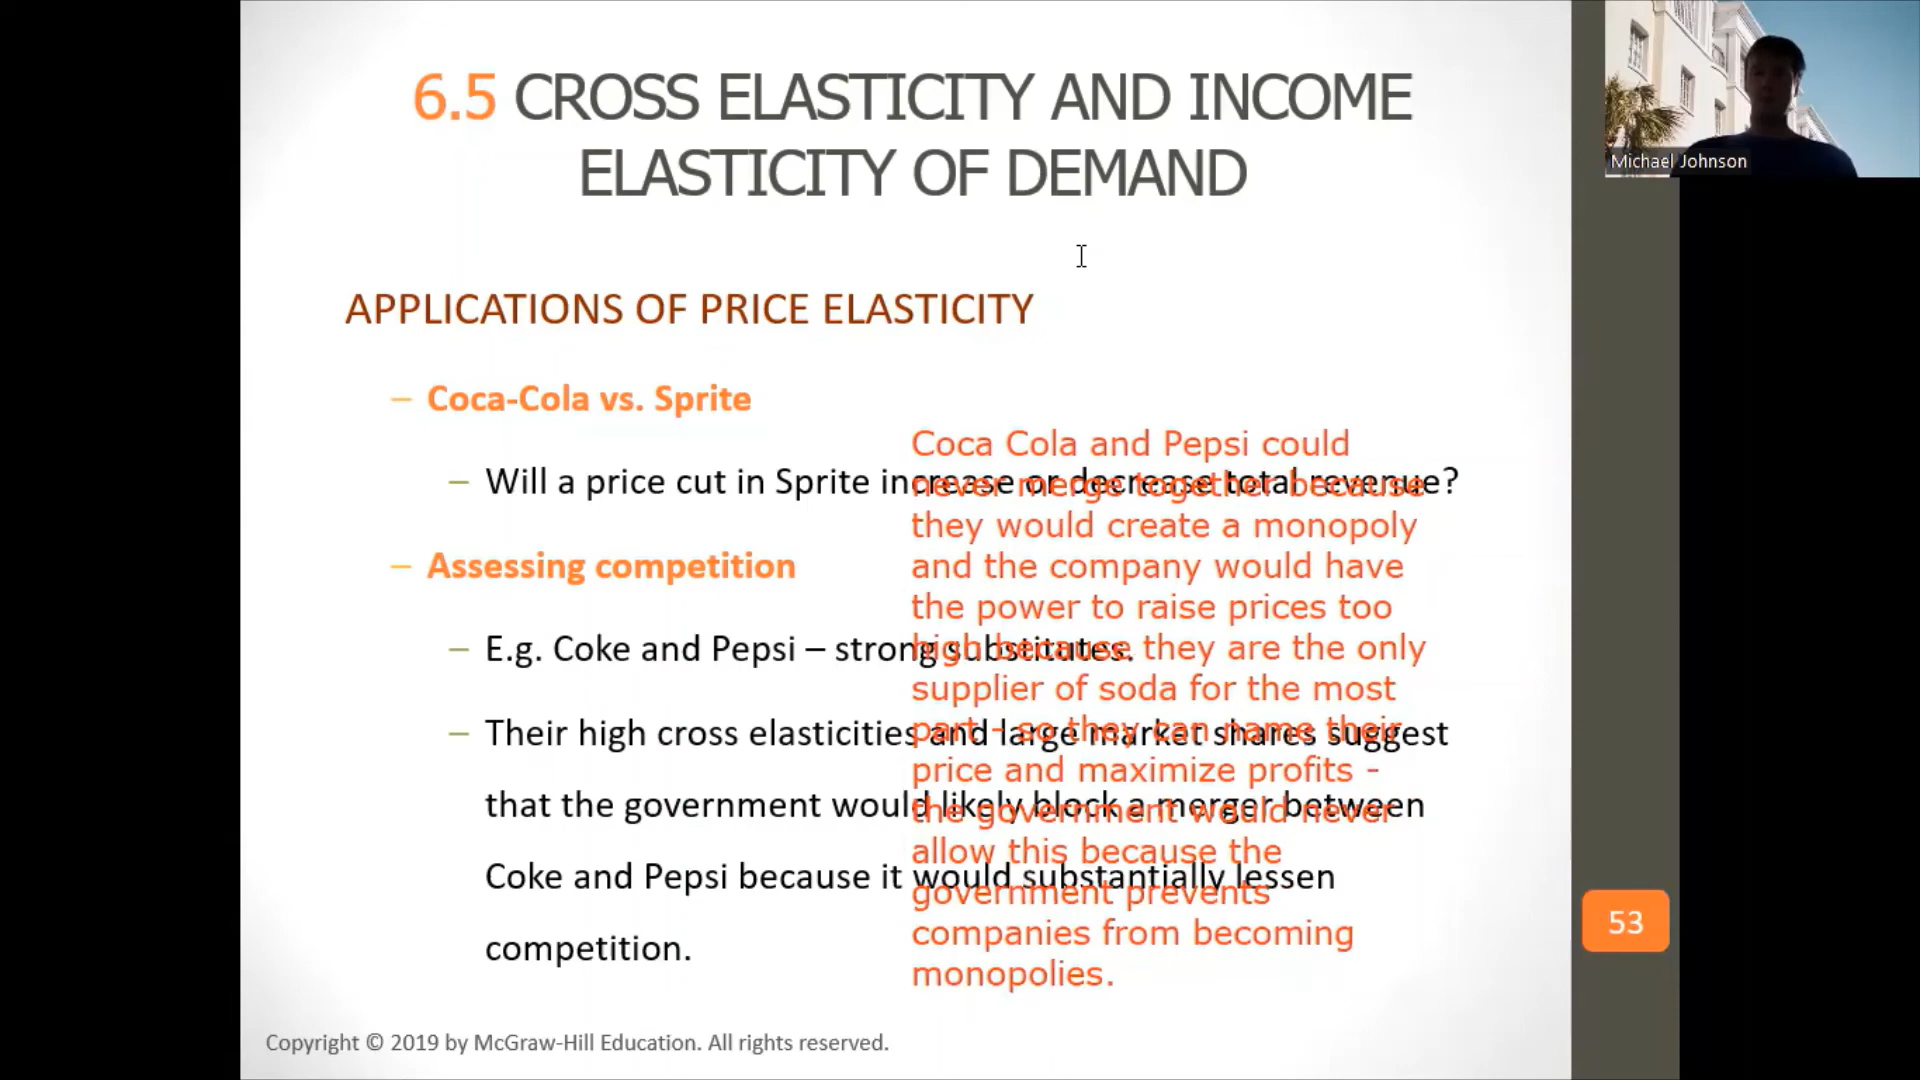 6.5 CROSS ELASTICITY AND INCOME
ELASTICITY OF DEMAND
Michael Johnson
APPLICATIONS OF PRICE ELASTICITY
– Coca-Cola vs. Sprite
– Will a price cut in Sprite increase or decrease total revenue?
– Assessing competition
– E.g. Coke and Pepsi – strong substitutes.
– Their high cross elasticities and large market shares suggest
that the government would likely block a merger between
Coke and Pepsi because it would substantially lessen
competition.
Coca Cola and Pepsi could
never merge together because
they would create a monopoly
and the company would have
the power to raise prices too
high because they are the only
supplier of soda for the most
part - so they can name their
price and maximize profits -
the government would never
allow this because the
government prevents
companies from becoming
monopolies.
53
Copyright © 2019 by McGraw-Hill Education. All rights reserved.